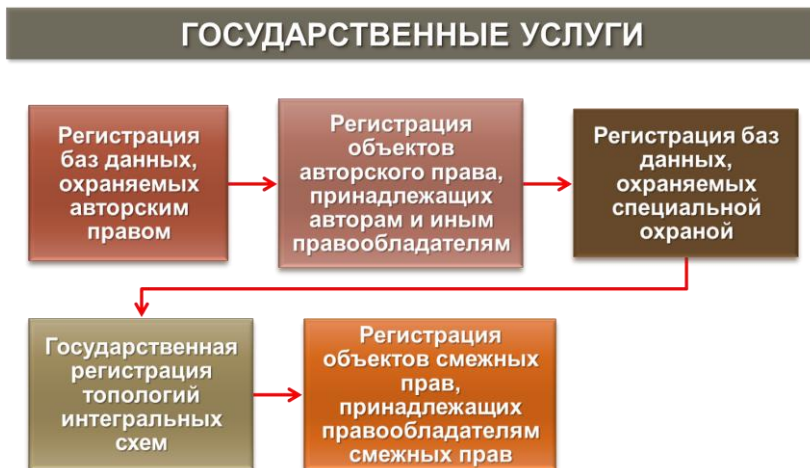 ГОСУДАРСТВЕННЫЕ УСЛУГИ
Регистрация
баз данных,
охраняемых
авторским
правом
Регистрация
объектов
авторского права,
принадлежащих
авторам и иным
правообладателям
Регистрация баз
данных,
охраняемых
специальной
охраной
Государственная
регистрация
топологий
интегральных
схем
Регистрация
объектов смежных
прав,
принадлежащих
правообладателям
смежных прав